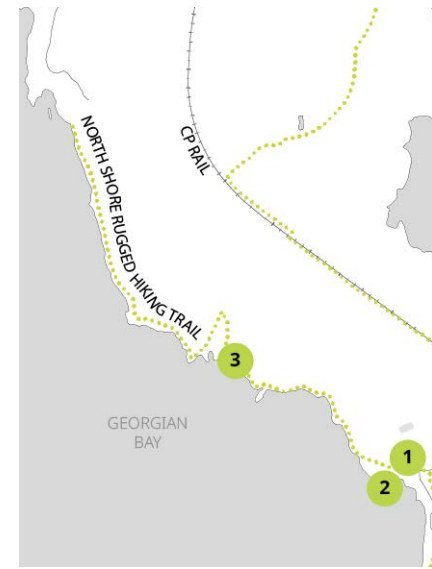 NORTH SHORE RUGGED HIKING TRAIL
CP RAIL
3
GEORGIAN
BAY
1
2